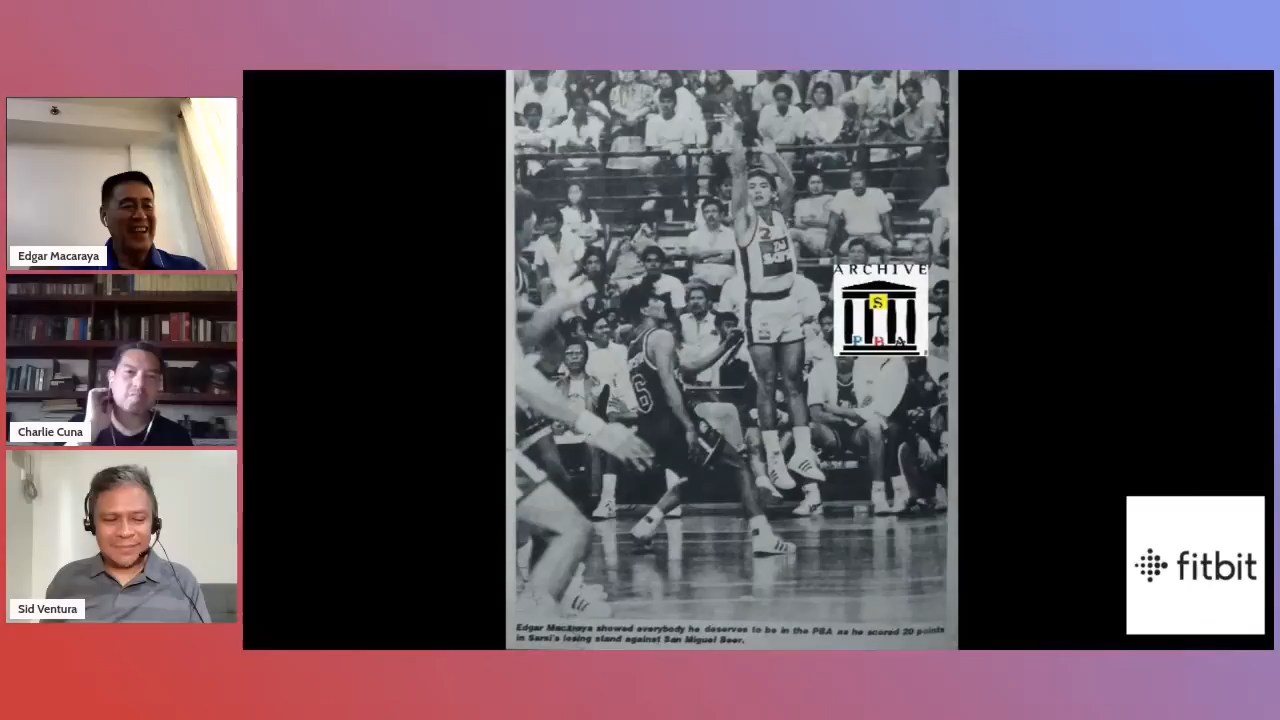 Edgar Macaraya
Charlie Cuna
Sid Ventura
ARCHIVE
S
P B A
6
fitbit
Edgar Macaraya showed everybody he deserves to be in the PBA as he scored 20 points
in Sarsi's losing stand against San Miguel Beer.